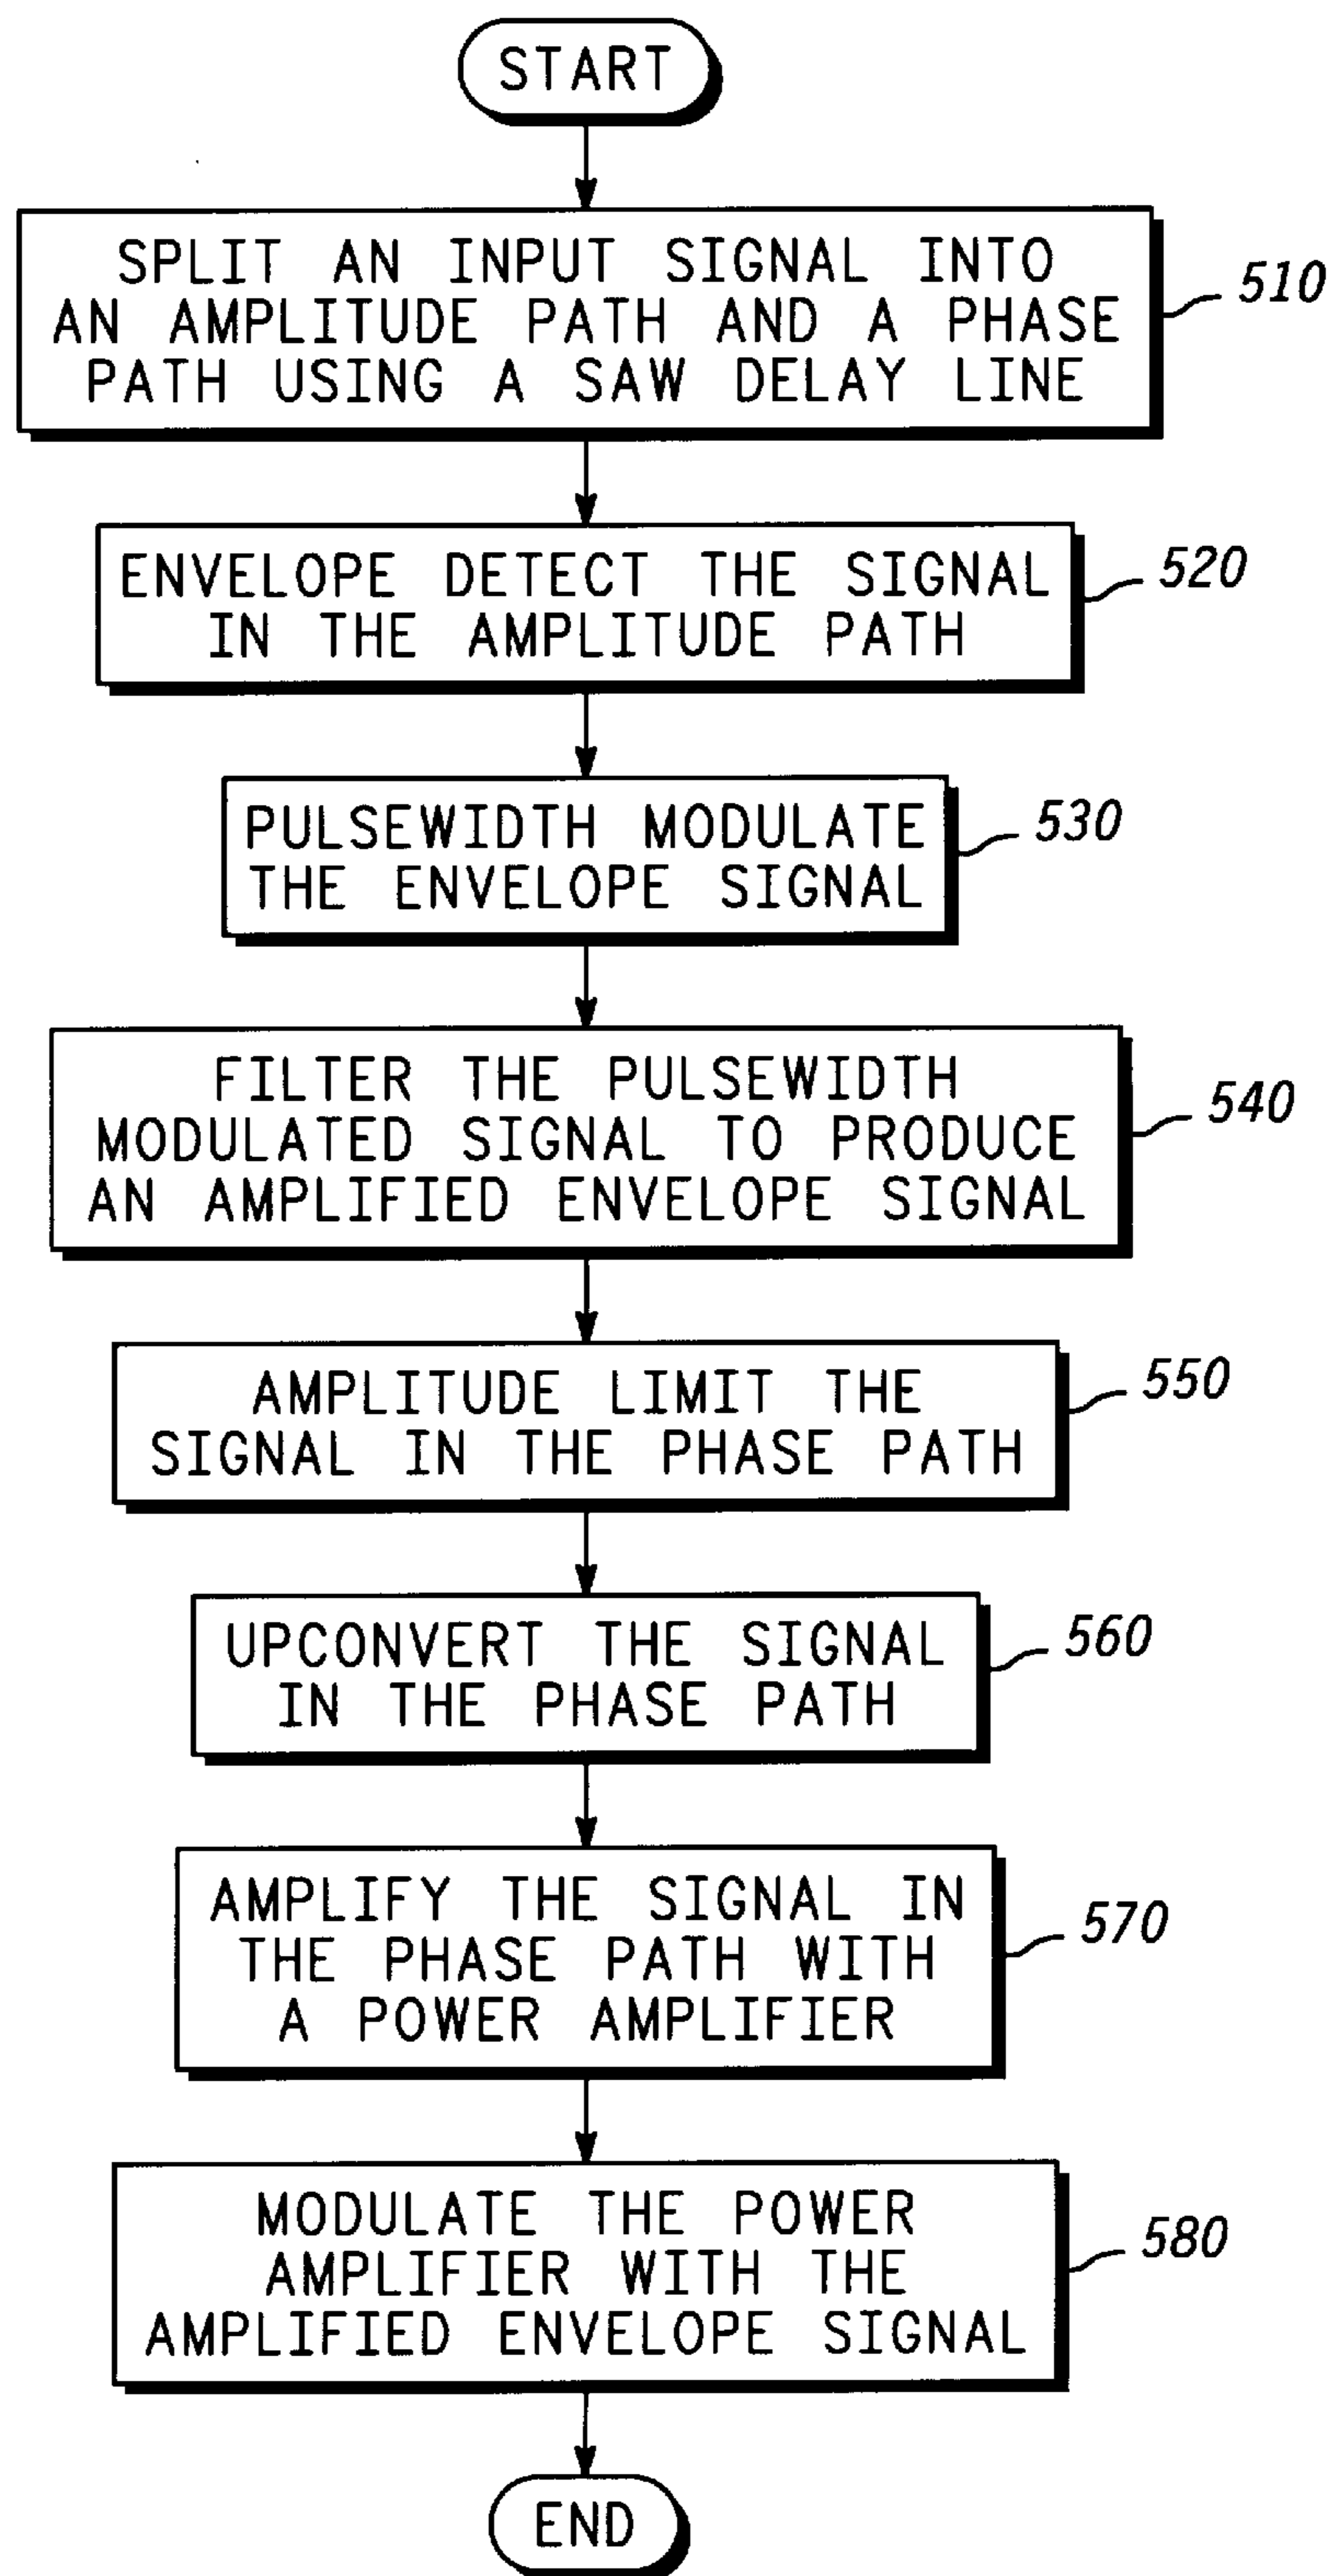 START
SPLIT AN INPUT SIGNAL INTO
AN AMPLITUDE PATH AND A PHASE
PATH USING A SAW DELAY LINE
510
ENVELOPE DETECT THE SIGNAL
IN THE AMPLITUDE PATH
520
PULSEWIDTH MODULATE
THE ENVELOPE SIGNAL
530
FILTER THE PULSEWIDTH
MODULATED SIGNAL TO PRODUCE
AN AMPLIFIED ENVELOPE SIGNAL
540
AMPLITUDE LIMIT THE
SIGNAL IN THE PHASE PATH
550
UPCONVERT THE SIGNAL
IN THE PHASE PATH
560
AMPLIFY THE SIGNAL IN
THE PHASE PATH WITH
A POWER AMPLIFIER
570
MODULATE THE POWER
AMPLIFIER WITH THE
AMPLIFIED ENVELOPE SIGNAL
580
END